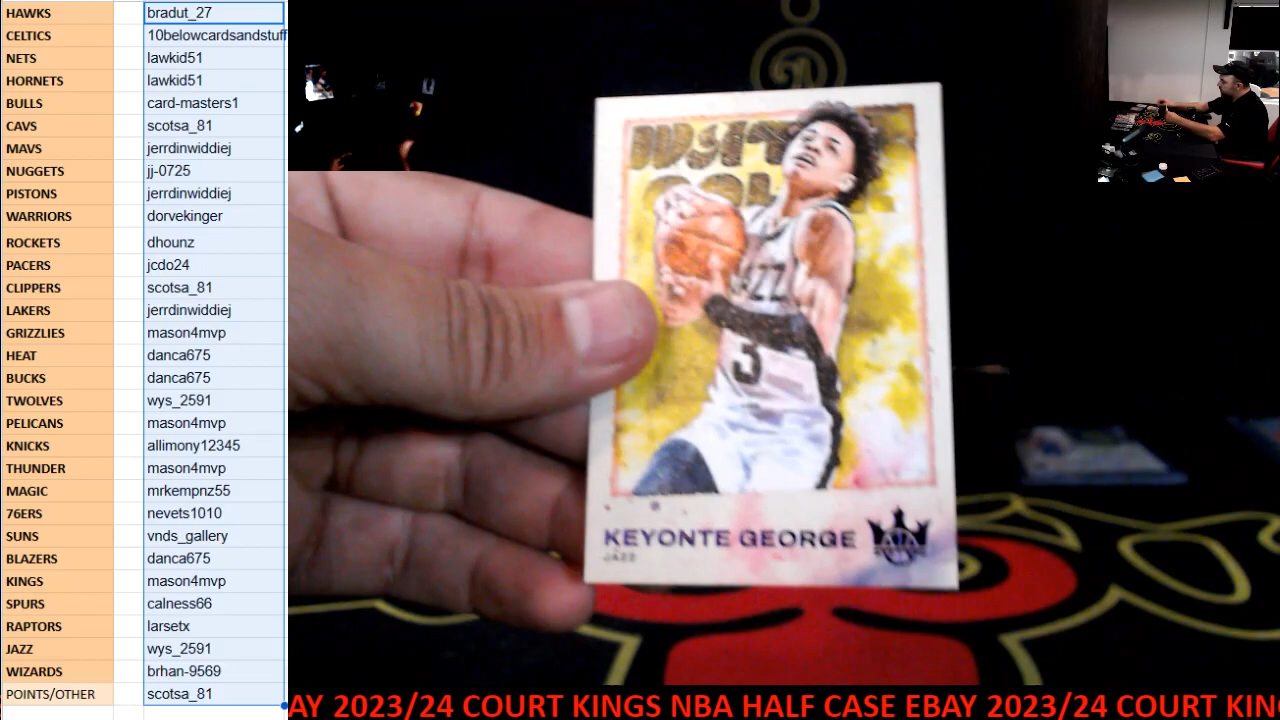 HAWKS bradut_27
CELTICS 10belowcardsandstuff
NETS lawkid51
HORNETS lawkid51
BULLS card-masters1
CAVS scotsa_81
MAVS jerrdinwiddiej
NUGGETS jj-0725
PISTONS jerrdinwiddiej
WARRIORS dorvekinger
ROCKETS dhounz
PACERS jcdo24
CLIPPERS scotsa_81
LAKERS jerrdinwiddiej
GRIZZLIES mason4mvp
HEAT danca675
BUCKS danca675
TWOLVES wys_2591
PELICANS mason4mvp
KNICKS allimony12345
THUNDER mason4mvp
MAGIC mrkempnz55
76ERS nevets1010
SUNS vnds_gallery
BLAZERS danca675
KINGS mason4mvp
SPURS calness66
RAPTORS larsetx
JAZZ wys_2591
WIZARDS brhan-9569
POINTS/OTHER scotsa_81
JAZZ
3
KEYONTE GEORGE
JAZZ
AY 2023/24 COURT KINGS NBA HALF CASE EBAY 2023/24 COURT KIN